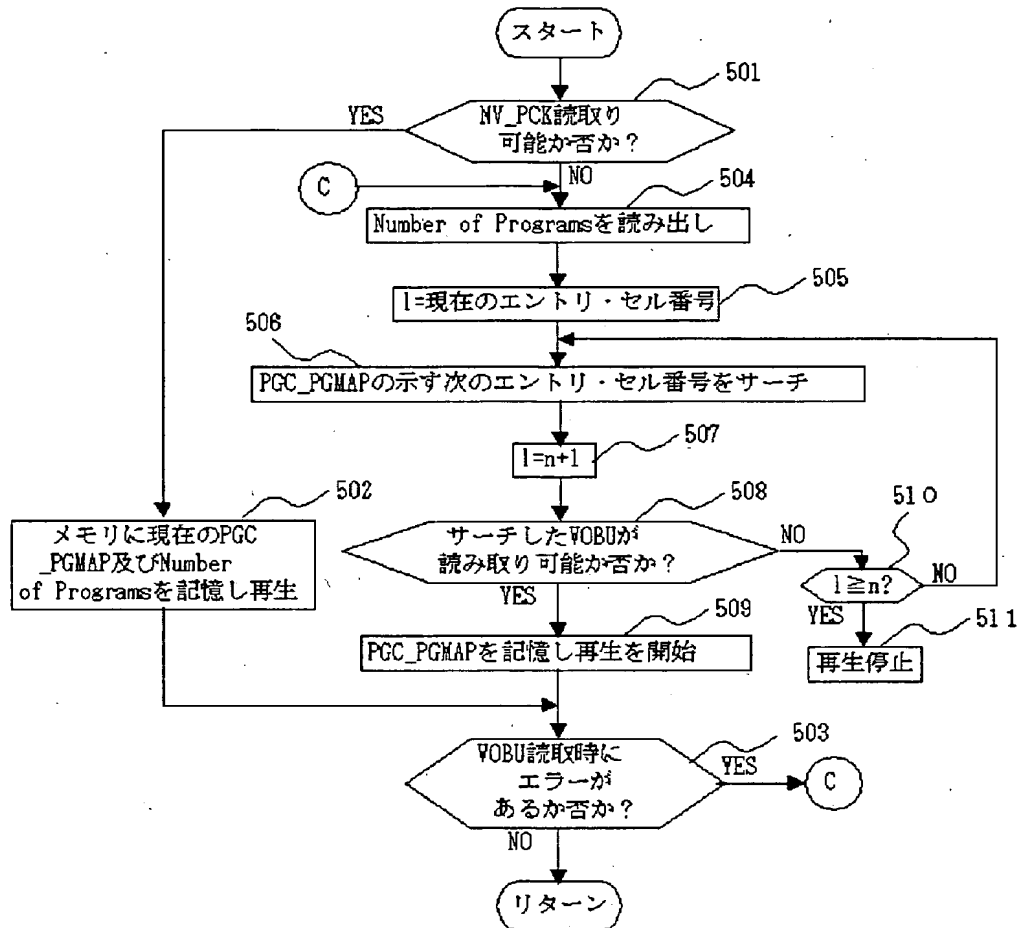 スタート
501
YES
NV_PCK読取り
可能か否か?
C
NO
504
Number of Programsを読み出し
505
l=現在のエントリ・セル番号
506
PGC_PGMAPの示す次のエントリ・セル番号をサーチ
507
l=n+1
502
メモリに現在のPGC
_PGMAP及びNumber
of Programsを記憶し再生
508
サーチしたVOBUが
読み取り可能か否か?
NO
510
l≧n?
NO
YES
YES
511
再生停止
509
PGC_PGMAPを記憶し再生を開始
503
VOBU読取時に
エラーが
あるか否か?
YES
C
NO
リターン